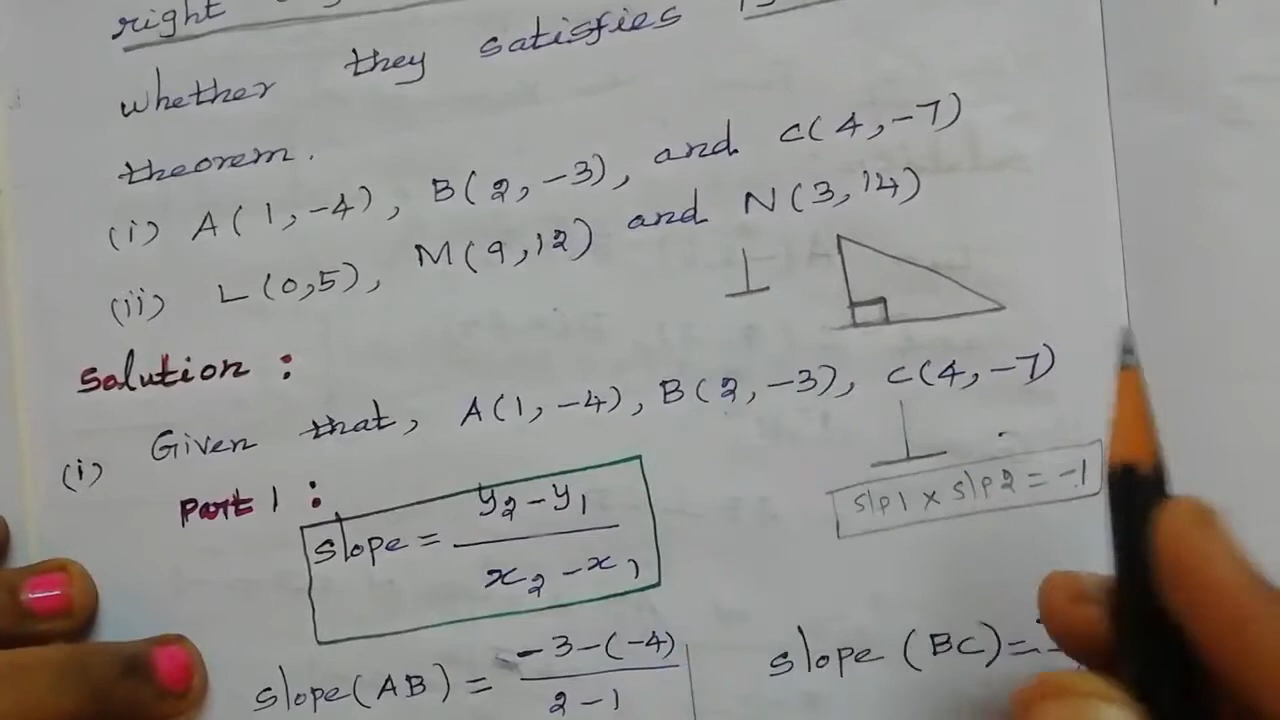 right
whether they satisfies
theorem.
(i) A(1,-4), B(2,-3), and C(4,-7)
(ii) L(0,5), M(9,12) and N(3,14)
Solution :
(i) Given that, A(1,-4), B(2,-3), C(4,-7)
Part 1 :
slope = y₂-y₁ / x₂-x₁
slp1 x slp2 = -1
slope(AB) = -3-(-4) / 2-1
slope (BC)=